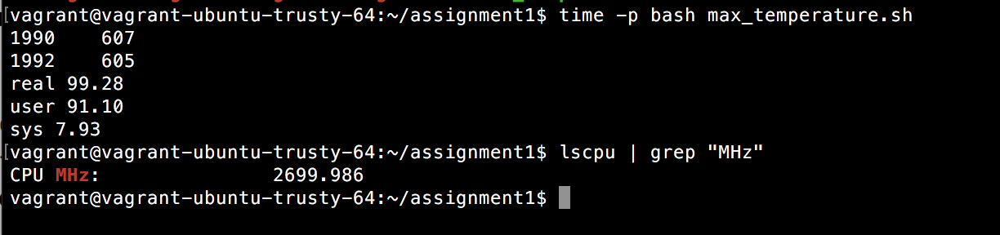 [vagrant@vagrant-ubuntu-trusty-64:~/assignment1$ time -p bash max_temperature.sh
1990    607
1992    605
real 99.28
user 91.10
sys 7.93
[vagrant@vagrant-ubuntu-trusty-64:~/assignment1$ lscpu | grep "MHz"
CPU MHz:               2699.986
vagrant@vagrant-ubuntu-trusty-64:~/assignment1$